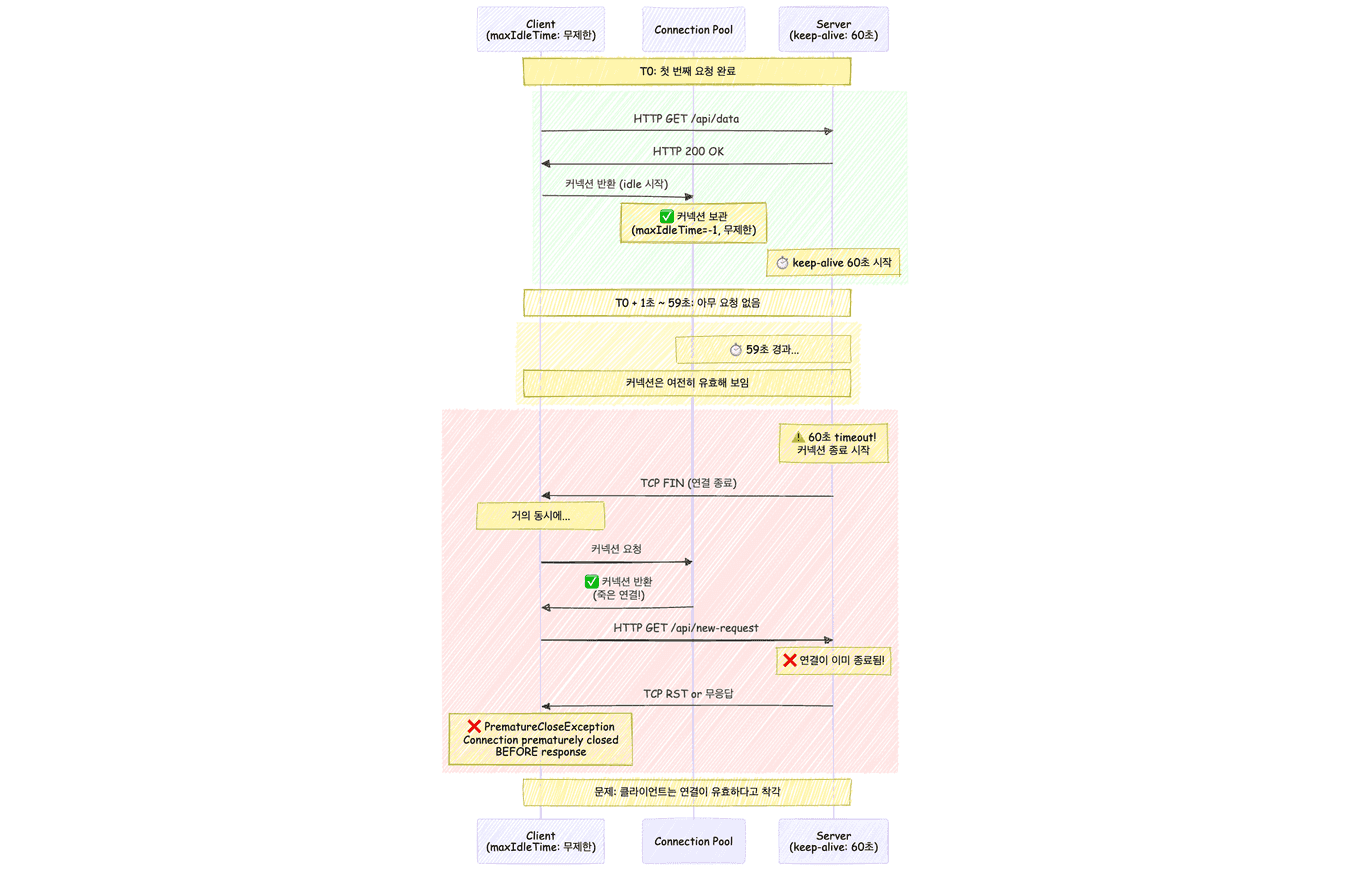 Client
(maxIdleTime: 무제한)
Connection Pool
Server
(keep-alive: 60초)
T0: 첫 번째 요청 완료
HTTP GET /api/data
HTTP 200 OK
커넥션 반환 (idle 시작)
✅ 커넥션 보관
(maxIdleTime=-1, 무제한)
⏱️ keep-alive 60초 시작
T0 + 1초 ~ 59초: 아무 요청 없음
⏱️ 59초 경과...
커넥션은 여전히 유효해 보임
⚠️ 60초 timeout!
커넥션 종료 시작
TCP FIN (연결 종료)
거의 동시에...
커넥션 요청
✅ 커넥션 반환
(죽은 연결!)
HTTP GET /api/new-request
❌ 연결이 이미 종료됨!
TCP RST or 무응답
❌ PrematureCloseException
Connection prematurely closed
BEFORE response
문제: 클라이언트는 연결이 유효하다고 착각
Client
(maxIdleTime: 무제한)
Connection Pool
Server
(keep-alive: 60초)